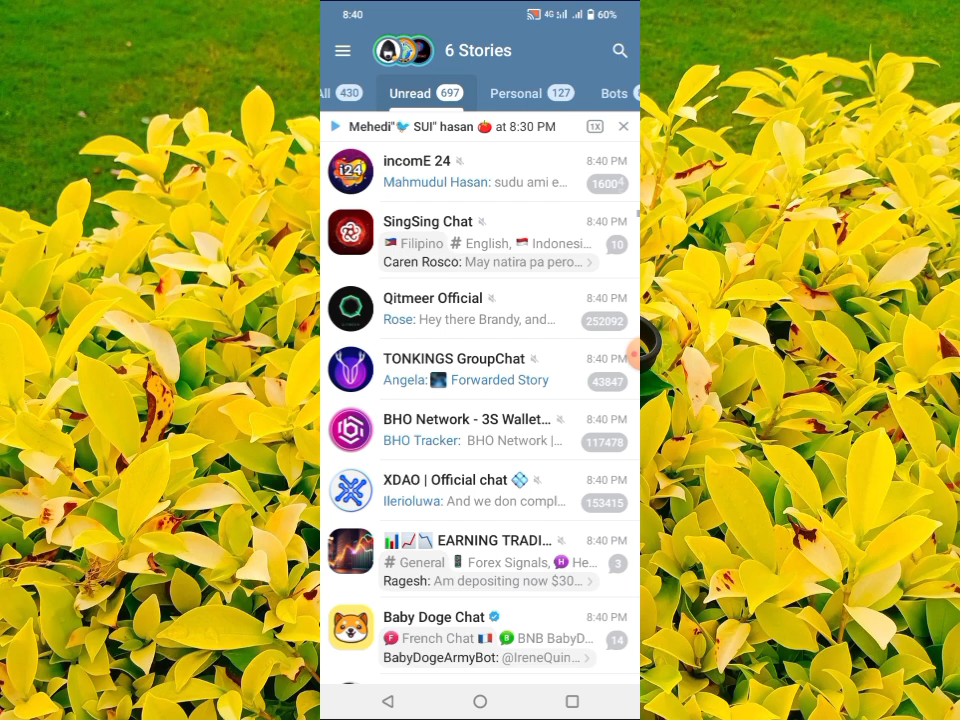 8:40 4G 60%
6 Stories
All 430 Unread 697 Personal 127 Bots
Mehedi"🐦 SUI" hasan 🍅 at 8:30 PM 1X
i24
incomE 24 8:40 PM
Mahmudul Hasan: sudu ami e... 16004
SingSing Chat 8:40 PM
🇵🇭 Filipino # English, 🇮🇩 Indonesi... 10
Caren Rosco: May natira pa pero...
Qitmeer Official 8:40 PM
Rose: Hey there Brandy, and... 252092
TONKINGS GroupChat 8:40 PM
Angela: Forwarded Story 43847
BHO Network - 3S Wallet... 8:40 PM
BHO Tracker: BHO Network |... 117478
XDAO | Official chat 💠 8:40 PM
Ilerioluwa: And we don compl... 153415
📊📈📉 EARNING TRADI... 8:40 PM
# General 📱 Forex Signals, H He... 3
Ragesh: Am depositing now $30...
Baby Doge Chat 8:40 PM
F French Chat 🇫🇷 B BNB BabyD... 14
BabyDogeArmyBot: @IreneQuin...